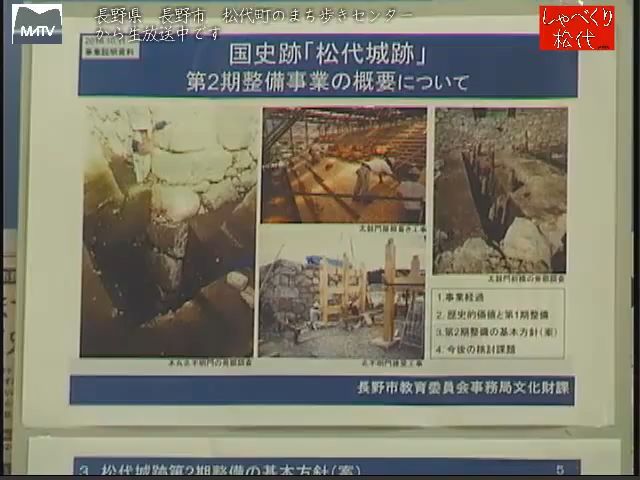 MrTV
長野県　長野市　松代町のまち歩きセンター
から生放送中です
しゃべくり
松代
事業説明資料
国史跡「松代城跡」
第2期整備事業の概要について
太鼓門屋根葺き工事
太鼓門前橋の発掘調査
本丸北不明門の発掘調査
北不明門建築工事
1.事業経過
2. 歴史的価値と第1期整備
3.第2期整備の基本方針(案)
4. 今後の検討課題
長野市教育委員会事務局文化財課
3. 松代城跡第2期整備の基本方針(案)
5